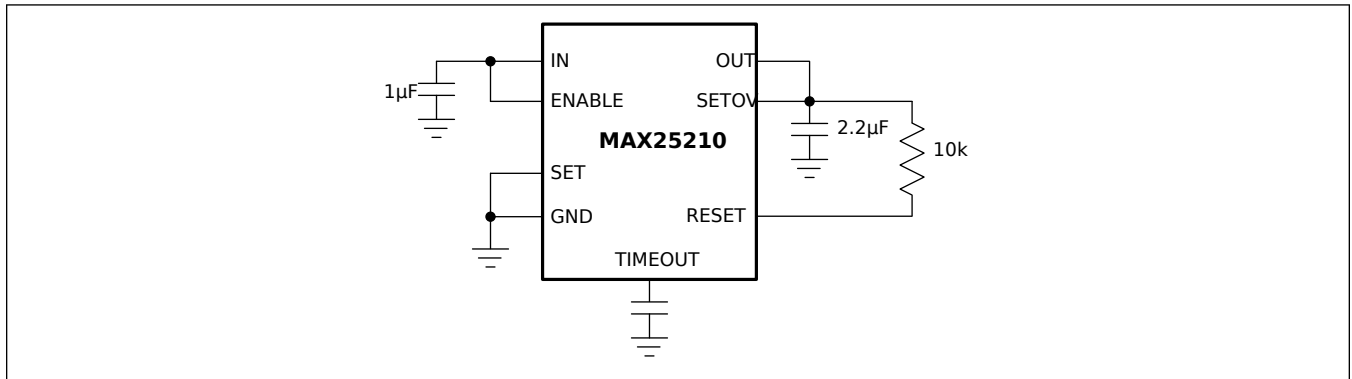 IN
OUT
1µF
ENABLE
SETOV
2.2µF
MAX25210
10k
SET
GND
RESET
TIMEOUT